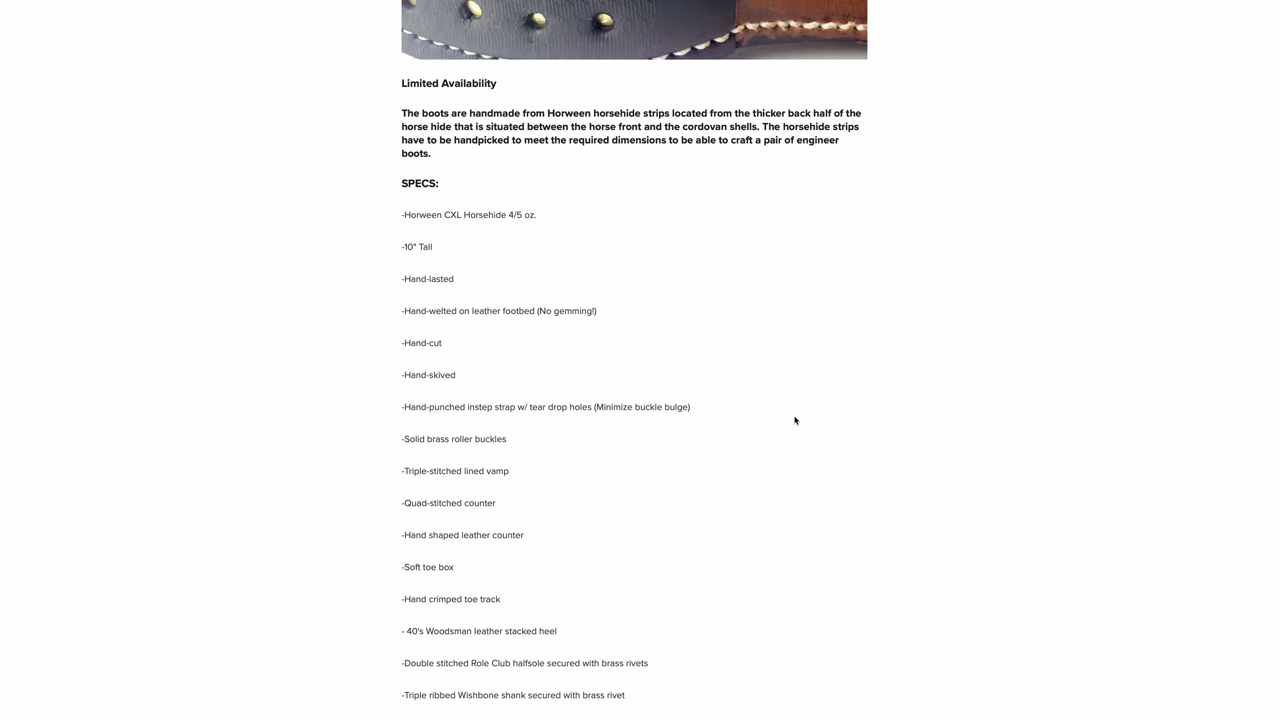 Limited Availability
The boots are handmade from Horween horsehide strips located from the thicker back half of the
horse hide that is situated between the horse front and the cordovan shells. The horsehide strips
have to be handpicked to meet the required dimensions to be able to craft a pair of engineer
boots.
SPECS:
-Horween CXL Horsehide 4/5 oz.
-10" Tall
-Hand-lasted
-Hand-welted on leather footbed (No gemming!)
-Hand-cut
-Hand-skived
-Hand-punched instep strap w/ tear drop holes (Minimize buckle bulge)
-Solid brass roller buckles
-Triple-stitched lined vamp
-Quad-stitched counter
-Hand shaped leather counter
-Soft toe box
-Hand crimped toe track
- 40's Woodsman leather stacked heel
-Double stitched Role Club halfsole secured with brass rivets
-Triple ribbed Wishbone shank secured with brass rivet